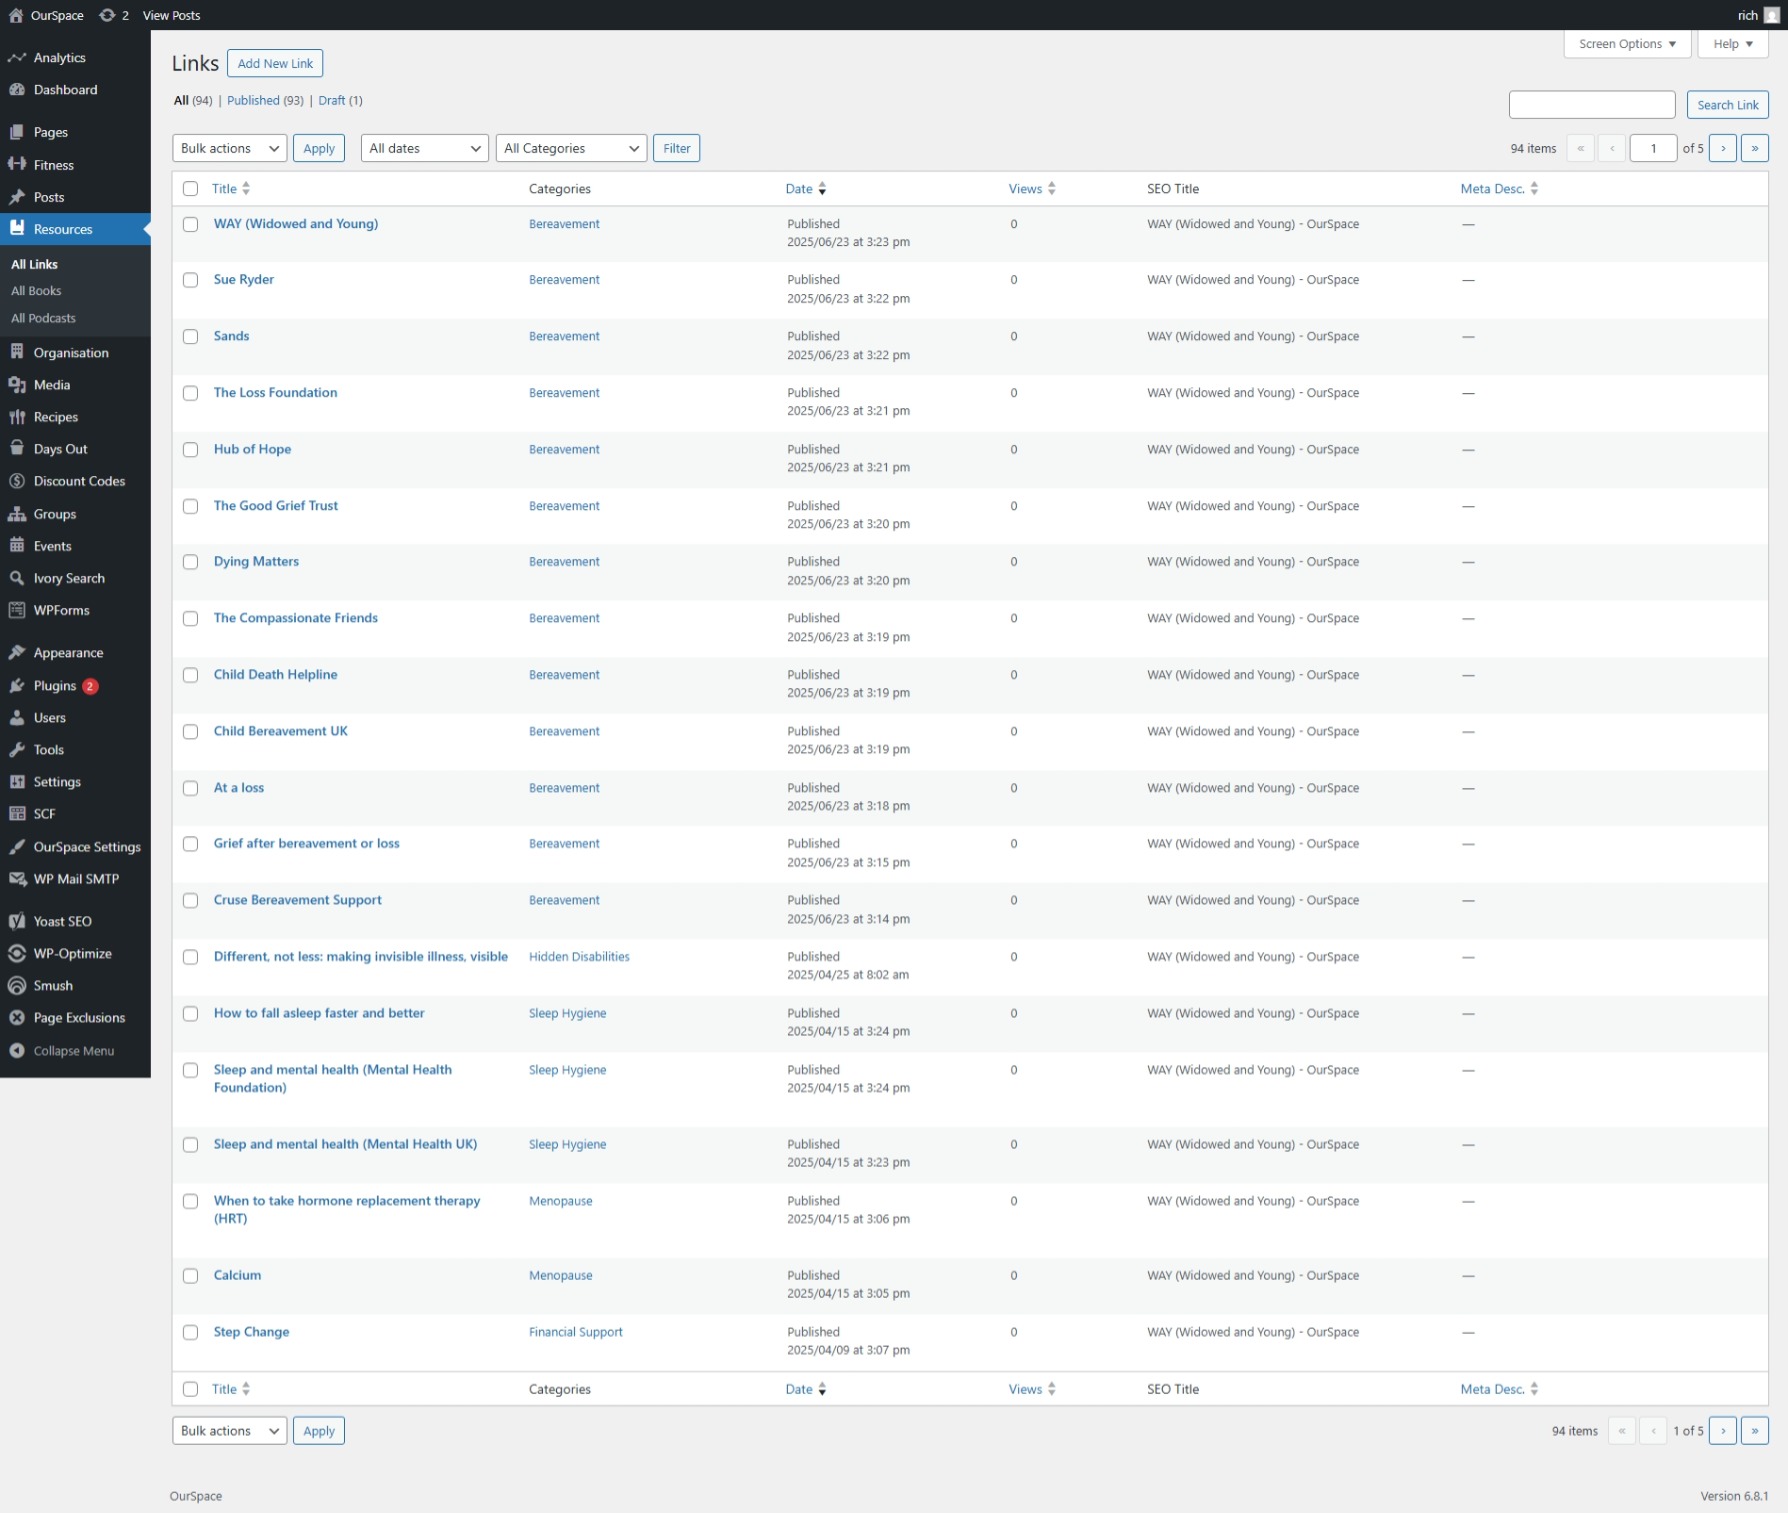 OurSpace 2 View Posts rich
Analytics
Dashboard
Pages
Fitness
Posts
Resources
All Links
All Books
All Podcasts
Organisation
Media
Recipes
Days Out
Discount Codes
Groups
Events
Ivory Search
WPForms
Appearance
Plugins 2
Users
Tools
Settings
SCF
OurSpace Settings
WP Mail SMTP
Yoast SEO
WP-Optimize
Smush
Page Exclusions
Collapse Menu
Screen Options Help
Links Add New Link
All (94) | Published (93) | Draft (1)
Search Link
Bulk actions Apply All dates All Categories Filter 94 items « ‹ 1 of 5 › »
Title Categories Date Views SEO Title Meta Desc.
WAY (Widowed and Young) Bereavement Published 0 WAY (Widowed and Young) - OurSpace —
2025/06/23 at 3:23 pm
Sue Ryder Bereavement Published 0 WAY (Widowed and Young) - OurSpace —
2025/06/23 at 3:22 pm
Sands Bereavement Published 0 WAY (Widowed and Young) - OurSpace —
2025/06/23 at 3:22 pm
The Loss Foundation Bereavement Published 0 WAY (Widowed and Young) - OurSpace —
2025/06/23 at 3:21 pm
Hub of Hope Bereavement Published 0 WAY (Widowed and Young) - OurSpace —
2025/06/23 at 3:21 pm
The Good Grief Trust Bereavement Published 0 WAY (Widowed and Young) - OurSpace —
2025/06/23 at 3:20 pm
Dying Matters Bereavement Published 0 WAY (Widowed and Young) - OurSpace —
2025/06/23 at 3:20 pm
The Compassionate Friends Bereavement Published 0 WAY (Widowed and Young) - OurSpace —
2025/06/23 at 3:19 pm
Child Death Helpline Bereavement Published 0 WAY (Widowed and Young) - OurSpace —
2025/06/23 at 3:19 pm
Child Bereavement UK Bereavement Published 0 WAY (Widowed and Young) - OurSpace —
2025/06/23 at 3:19 pm
At a loss Bereavement Published 0 WAY (Widowed and Young) - OurSpace —
2025/06/23 at 3:18 pm
Grief after bereavement or loss Bereavement Published 0 WAY (Widowed and Young) - OurSpace —
2025/06/23 at 3:15 pm
Cruse Bereavement Support Bereavement Published 0 WAY (Widowed and Young) - OurSpace —
2025/06/23 at 3:14 pm
Different, not less: making invisible illness, visible Hidden Disabilities Published 0 WAY (Widowed and Young) - OurSpace —
2025/04/25 at 8:02 am
How to fall asleep faster and better Sleep Hygiene Published 0 WAY (Widowed and Young) - OurSpace —
2025/04/15 at 3:24 pm
Sleep and mental health (Mental Health Sleep Hygiene Published 0 WAY (Widowed and Young) - OurSpace —
Foundation) 2025/04/15 at 3:24 pm
Sleep and mental health (Mental Health UK) Sleep Hygiene Published 0 WAY (Widowed and Young) - OurSpace —
2025/04/15 at 3:23 pm
When to take hormone replacement therapy Menopause Published 0 WAY (Widowed and Young) - OurSpace —
(HRT) 2025/04/15 at 3:06 pm
Calcium Menopause Published 0 WAY (Widowed and Young) - OurSpace —
2025/04/15 at 3:05 pm
Step Change Financial Support Published 0 WAY (Widowed and Young) - OurSpace —
2025/04/09 at 3:07 pm
Title Categories Date Views SEO Title Meta Desc.
Bulk actions Apply 94 items « ‹ 1 of 5 › »
OurSpace Version 6.8.1